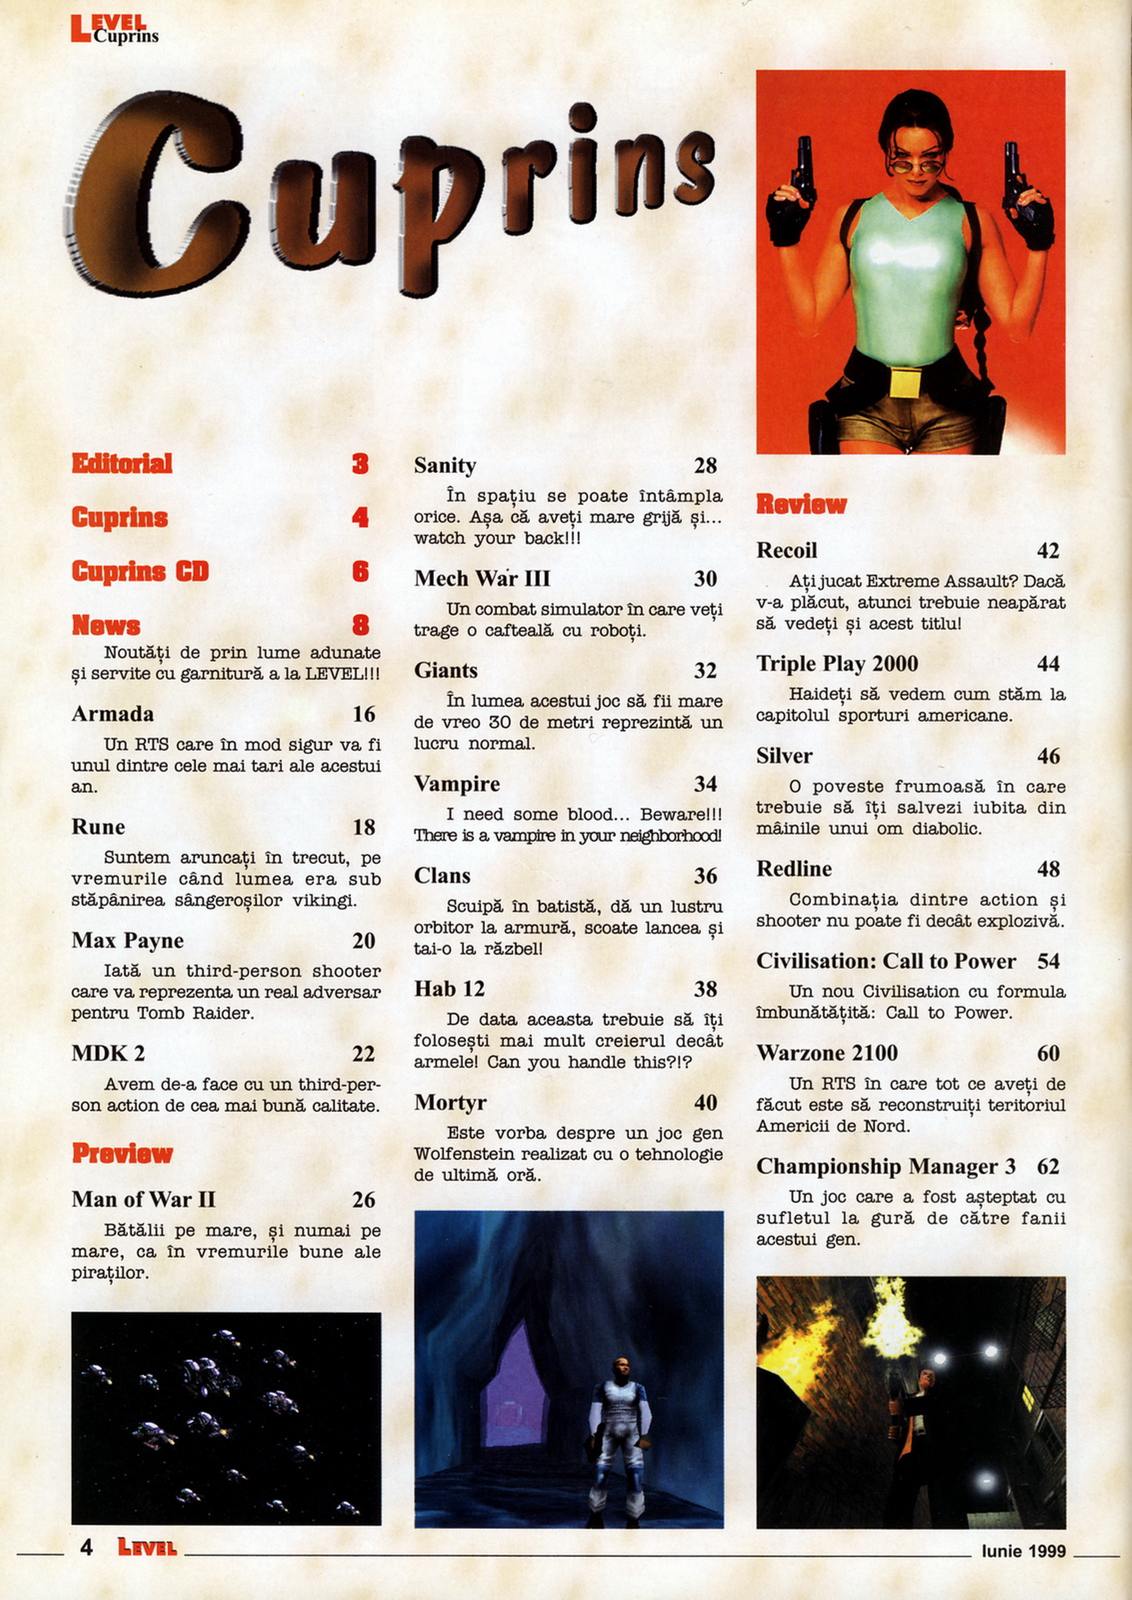 LEVEL
Cuprins
Cuprins
Editorial 3
Cuprins 4
Cuprins CD 6
News 8
Noutăți de prin lume adunate
și servite cu garnitură a la LEVEL!!!
Armada 16
Un RTS care în mod sigur va fi
unul dintre cele mai tari ale acestui
an.
Rune 18
Suntem aruncați în trecut, pe
vremurile când lumea era sub
stăpânirea sângeroșilor vikingi.
Max Payne 20
Iată un third-person shooter
care va reprezenta un real adversar
pentru Tomb Raider.
MDK 2 22
Avem de-a face cu un third-per-
son action de cea mai bună calitate.
Preview
Man of War II 26
Bătălii pe mare, și numai pe
mare, ca în vremurile bune ale
piraților.
Sanity 28
În spațiu se poate întâmpla
orice. Așa că aveți mare grijă și...
watch your back!!!
Mech War III 30
Un combat simulator în care veți
trage o cafteală cu roboți.
Giants 32
În lumea acestui joc să fii mare
de vreo 30 de metri reprezintă un
lucru normal.
Vampire 34
I need some blood... Beware!!!
There is a vampire in your neighborhood!
Clans 36
Scuipă în batistă, dă un lustru
orbitor la armură, scoate lancea și
tai-o la război!
Hab 12 38
De data aceasta trebuie să îți
folosești mai mult creierul decât
armele! Can you handle this?!?
Mortyr 40
Este vorba despre un joc gen
Wolfenstein realizat cu o tehnologie
de ultimă oră.
Review
Recoil 42
Ați jucat Extreme Assault? Dacă
v-a plăcut, atunci trebuie neapărat
să vedeți și acest titlu!
Triple Play 2000 44
Haideți să vedem cum stăm la
capitolul sporturi americane.
Silver 46
O poveste frumoasă în care
trebuie să îți salvezi iubita din
mâinile unui om diabolic.
Redline 48
Combinația dintre action și
shooter nu poate fi decât explozivă.
Civilisation: Call to Power 54
Un nou Civilisation cu formula
îmbunătățită: Call to Power.
Warzone 2100 60
Un RTS în care tot ce aveți de
făcut este să reconstruiți teritoriul
Americii de Nord.
Championship Manager 3 62
Un joc care a fost așteptat cu
sufletul la gură de către fanii
acestui gen.
4 LEVEL
Iunie 1999